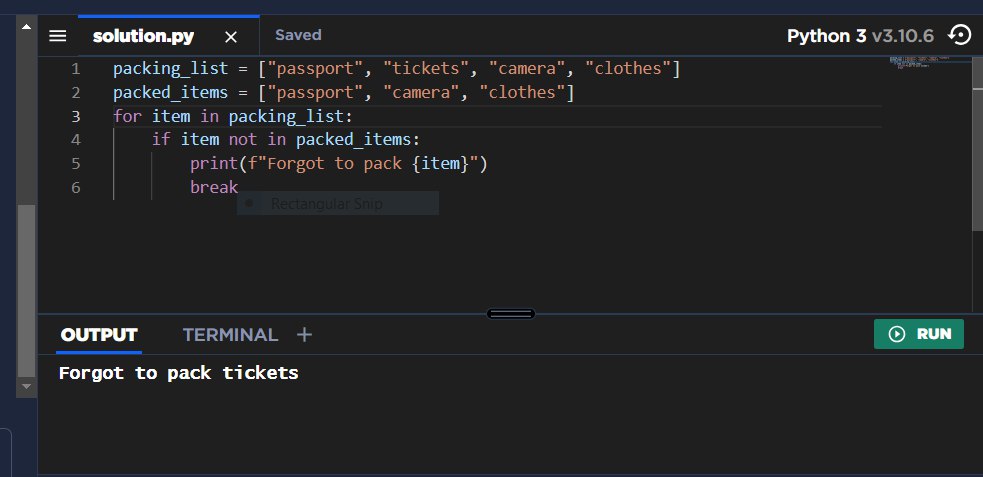 solution.py
Saved
Python 3 v3.10.6
1 packing_list = ["passport", "tickets", "camera", "clothes"]
2 packed_items = ["passport", "camera", "clothes"]
3 for item in packing_list:
4     if item not in packed_items:
5         print(f"Forgot to pack {item}")
6         break
Rectangular Snip
OUTPUT TERMINAL +
RUN
Forgot to pack tickets